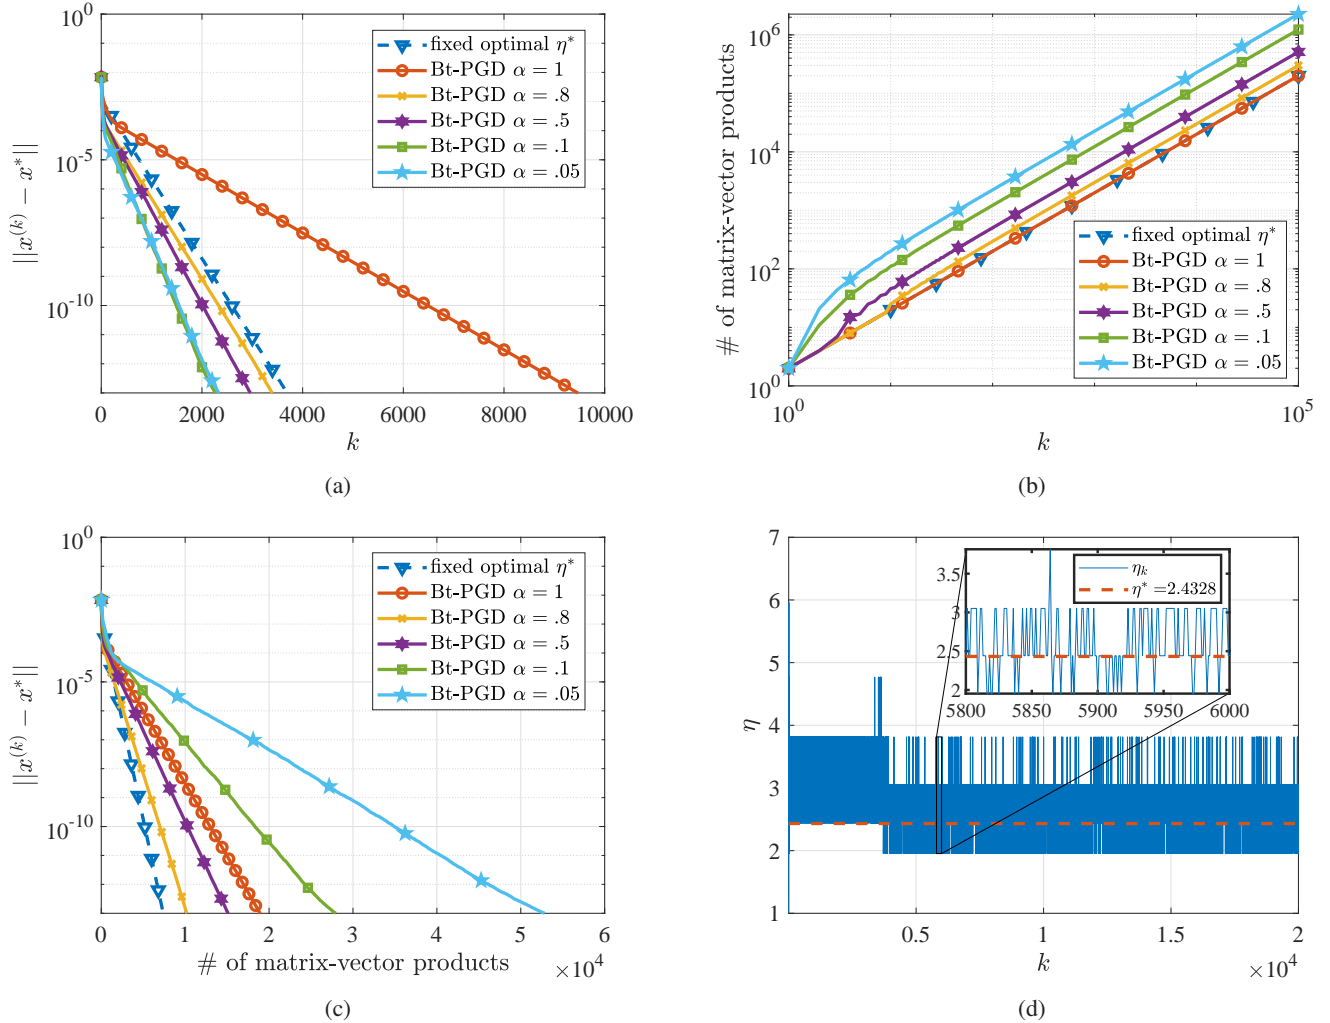 10^0
10^-5
10^-10
||x^(k) − x*||
0 2000 4000 6000 8000 10000
k
fixed optimal η*
Bt-PGD α = 1
Bt-PGD α = .8
Bt-PGD α = .5
Bt-PGD α = .1
Bt-PGD α = .05
(a)
10^6
10^4
10^2
10^0
# of matrix-vector products
10^0 10^5
k
fixed optimal η*
Bt-PGD α = 1
Bt-PGD α = .8
Bt-PGD α = .5
Bt-PGD α = .1
Bt-PGD α = .05
(b)
10^0
10^-5
10^-10
||x^(k) − x*||
0 1 2 3 4 5 6
# of matrix-vector products ×10^4
fixed optimal η*
Bt-PGD α = 1
Bt-PGD α = .8
Bt-PGD α = .5
Bt-PGD α = .1
Bt-PGD α = .05
(c)
7
6
5
4
3
2
1
η
0.5 1 1.5 2
k ×10^4
3.5
3
2.5
2
5800 5850 5900 5950 6000
η_k
η* =2.4328
(d)